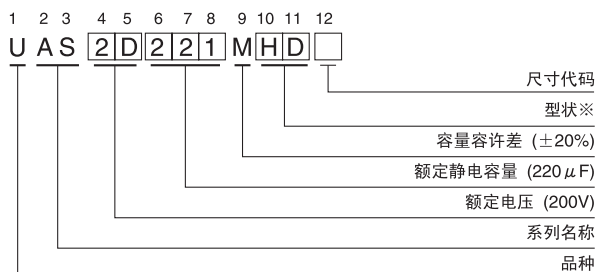 1 2 3 4 5 6 7 8 9 10 11 12
U A S 2 D 2 2 1 M H D
尺寸代码
型状※
容量容许差 (±20%)
额定静电容量 (220μF)
额定电压 (200V)
系列名称
品种